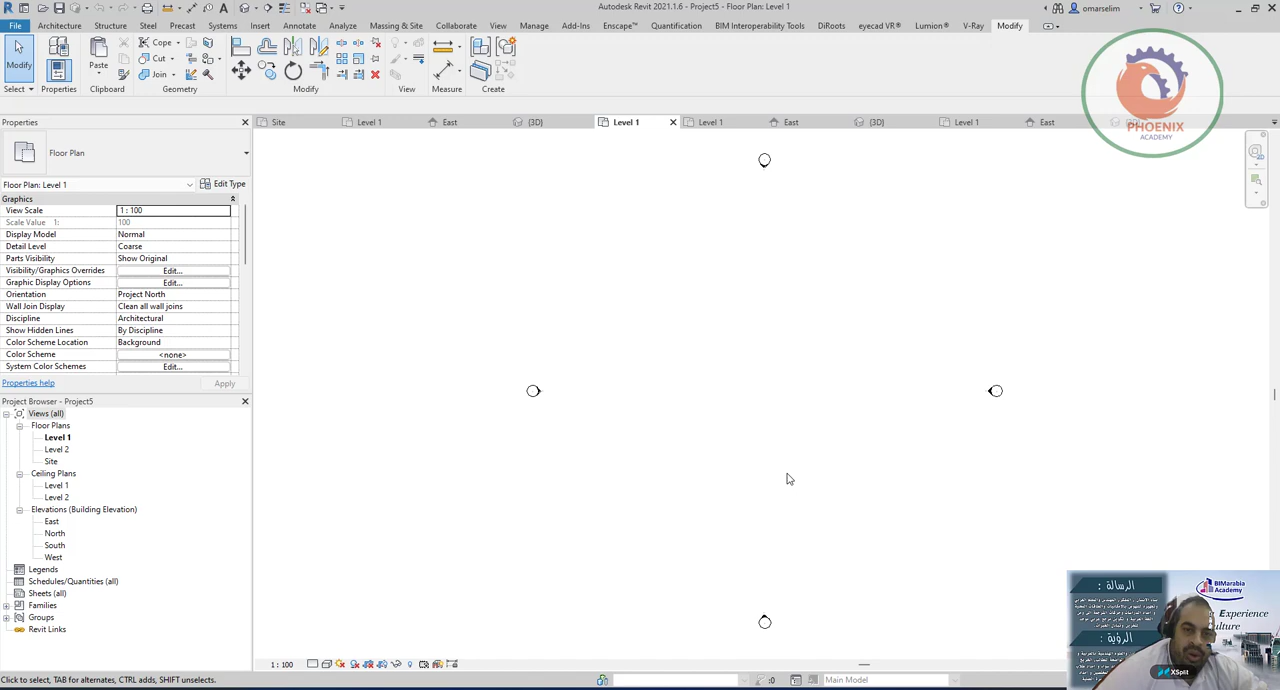 Autodesk Revit 2021.1.6 - Project5 - Floor Plan: Level 1
omarselim
File Architecture Structure Steel Precast Systems Insert Annotate Analyze Massing & Site Collaborate View Manage Add-Ins Quantification BIM Interoperability Tools DiRoots eyecad VR® Lumion® V-Ray Modify
Modify
Select
Properties
Paste
Clipboard
Cope
Cut
Join
Geometry
Modify
View
Measure
Create
PHOENIX
ACADEMY
Properties
Site
Level 1
East
(3D)
Level 1
Level 1
East
(3D)
Level 1
East
Floor Plan
Floor Plan: Level 1
Edit Type
Graphics
View Scale 1 : 100
Scale Value 1: 100
Display Model Normal
Detail Level Coarse
Parts Visibility Show Original
Visibility/Graphics Overrides Edit...
Graphic Display Options Edit...
Orientation Project North
Wall Join Display Clean all wall joins
Discipline Architectural
Show Hidden Lines By Discipline
Color Scheme Location Background
Color Scheme <none>
System Color Schemes Edit...
Properties help
Apply
Project Browser - Project5
Views (all)
Floor Plans
Level 1
Level 2
Site
Ceiling Plans
Level 1
Level 2
Elevations (Building Elevation)
East
North
South
West
Legends
Schedules/Quantities (all)
Sheets (all)
Families
Groups
Revit Links
1 : 100
Click to select, TAB for alternates, CTRL adds, SHIFT unselects.
:0
Main Model
الرسالة :
الرؤية :
BIMarabia
Academy
Experience
XSplit